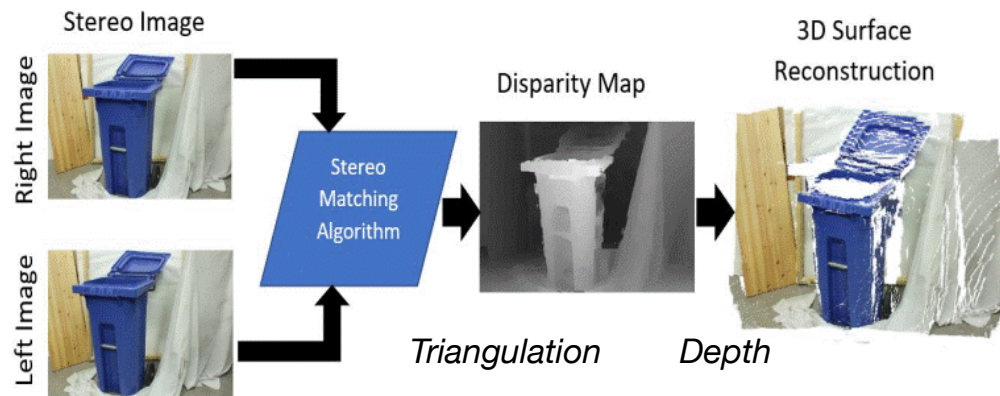 Stereo Image
Right Image
Left Image
Stereo
Matching
Algorithm
Disparity Map
3D Surface
Reconstruction
Triangulation
Depth